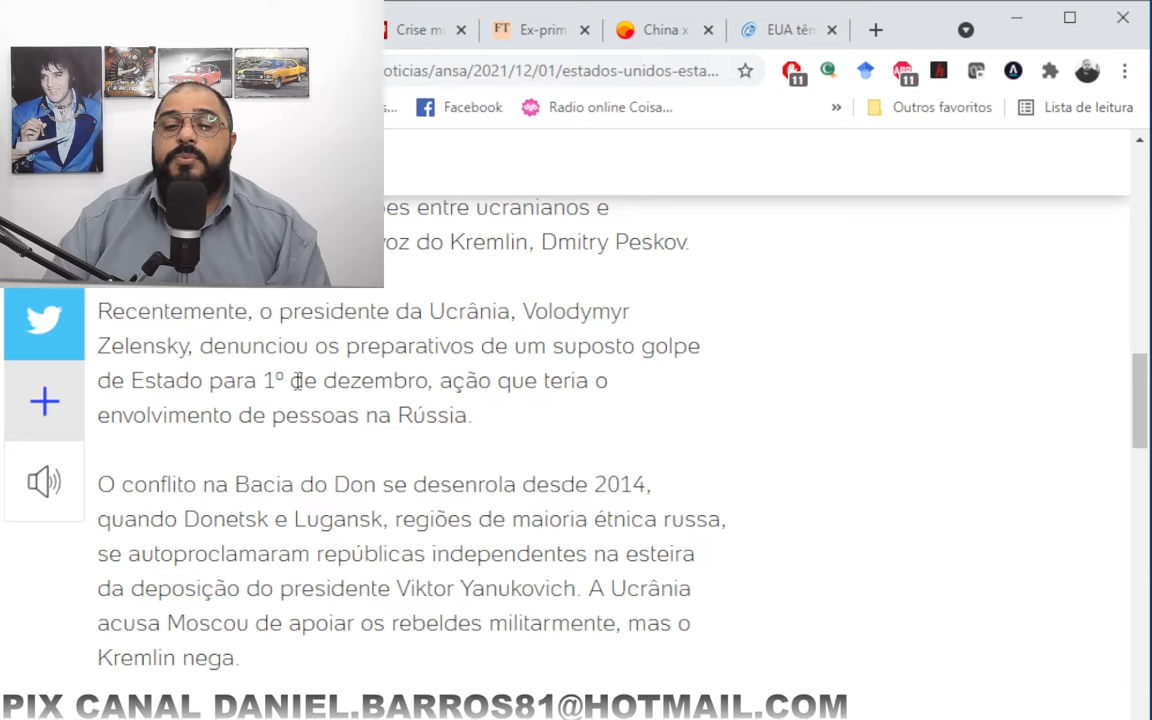 Crise m
FT Ex-prim
China x
EUA tên
oticias/ansa/2021/12/01/estados-unidos-esta...
11
11
s...
Facebook
Radio online Coisa...
»
Outros favoritos
Lista de leitura
ões entre ucranianos e
voz do Kremlin, Dmitry Peskov.
Recentemente, o presidente da Ucrânia, Volodymyr
Zelensky, denunciou os preparativos de um suposto golpe
de Estado para 1º de dezembro, ação que teria o
envolvimento de pessoas na Rússia.
O conflito na Bacia do Don se desenrola desde 2014,
quando Donetsk e Lugansk, regiões de maioria étnica russa,
se autoproclamaram repúblicas independentes na esteira
da deposição do presidente Viktor Yanukovich. A Ucrânia
acusa Moscou de apoiar os rebeldes militarmente, mas o
Kremlin nega.
PIX CANAL DANIEL.BARROS81@HOTMAIL.COM